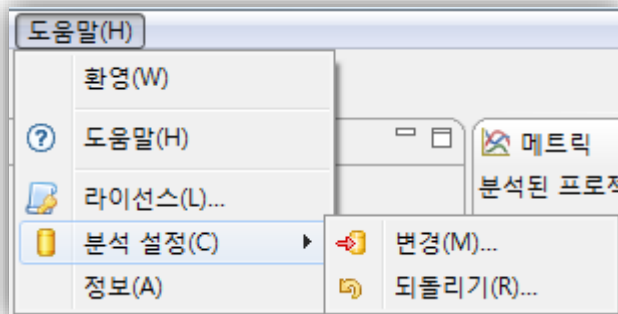 도움말(H)
환영(W)
도움말(H)
메트릭
라이선스(L)...
분석된 프로젝
분석 설정(C)
변경(M)...
정보(A)
되돌리기(R)...